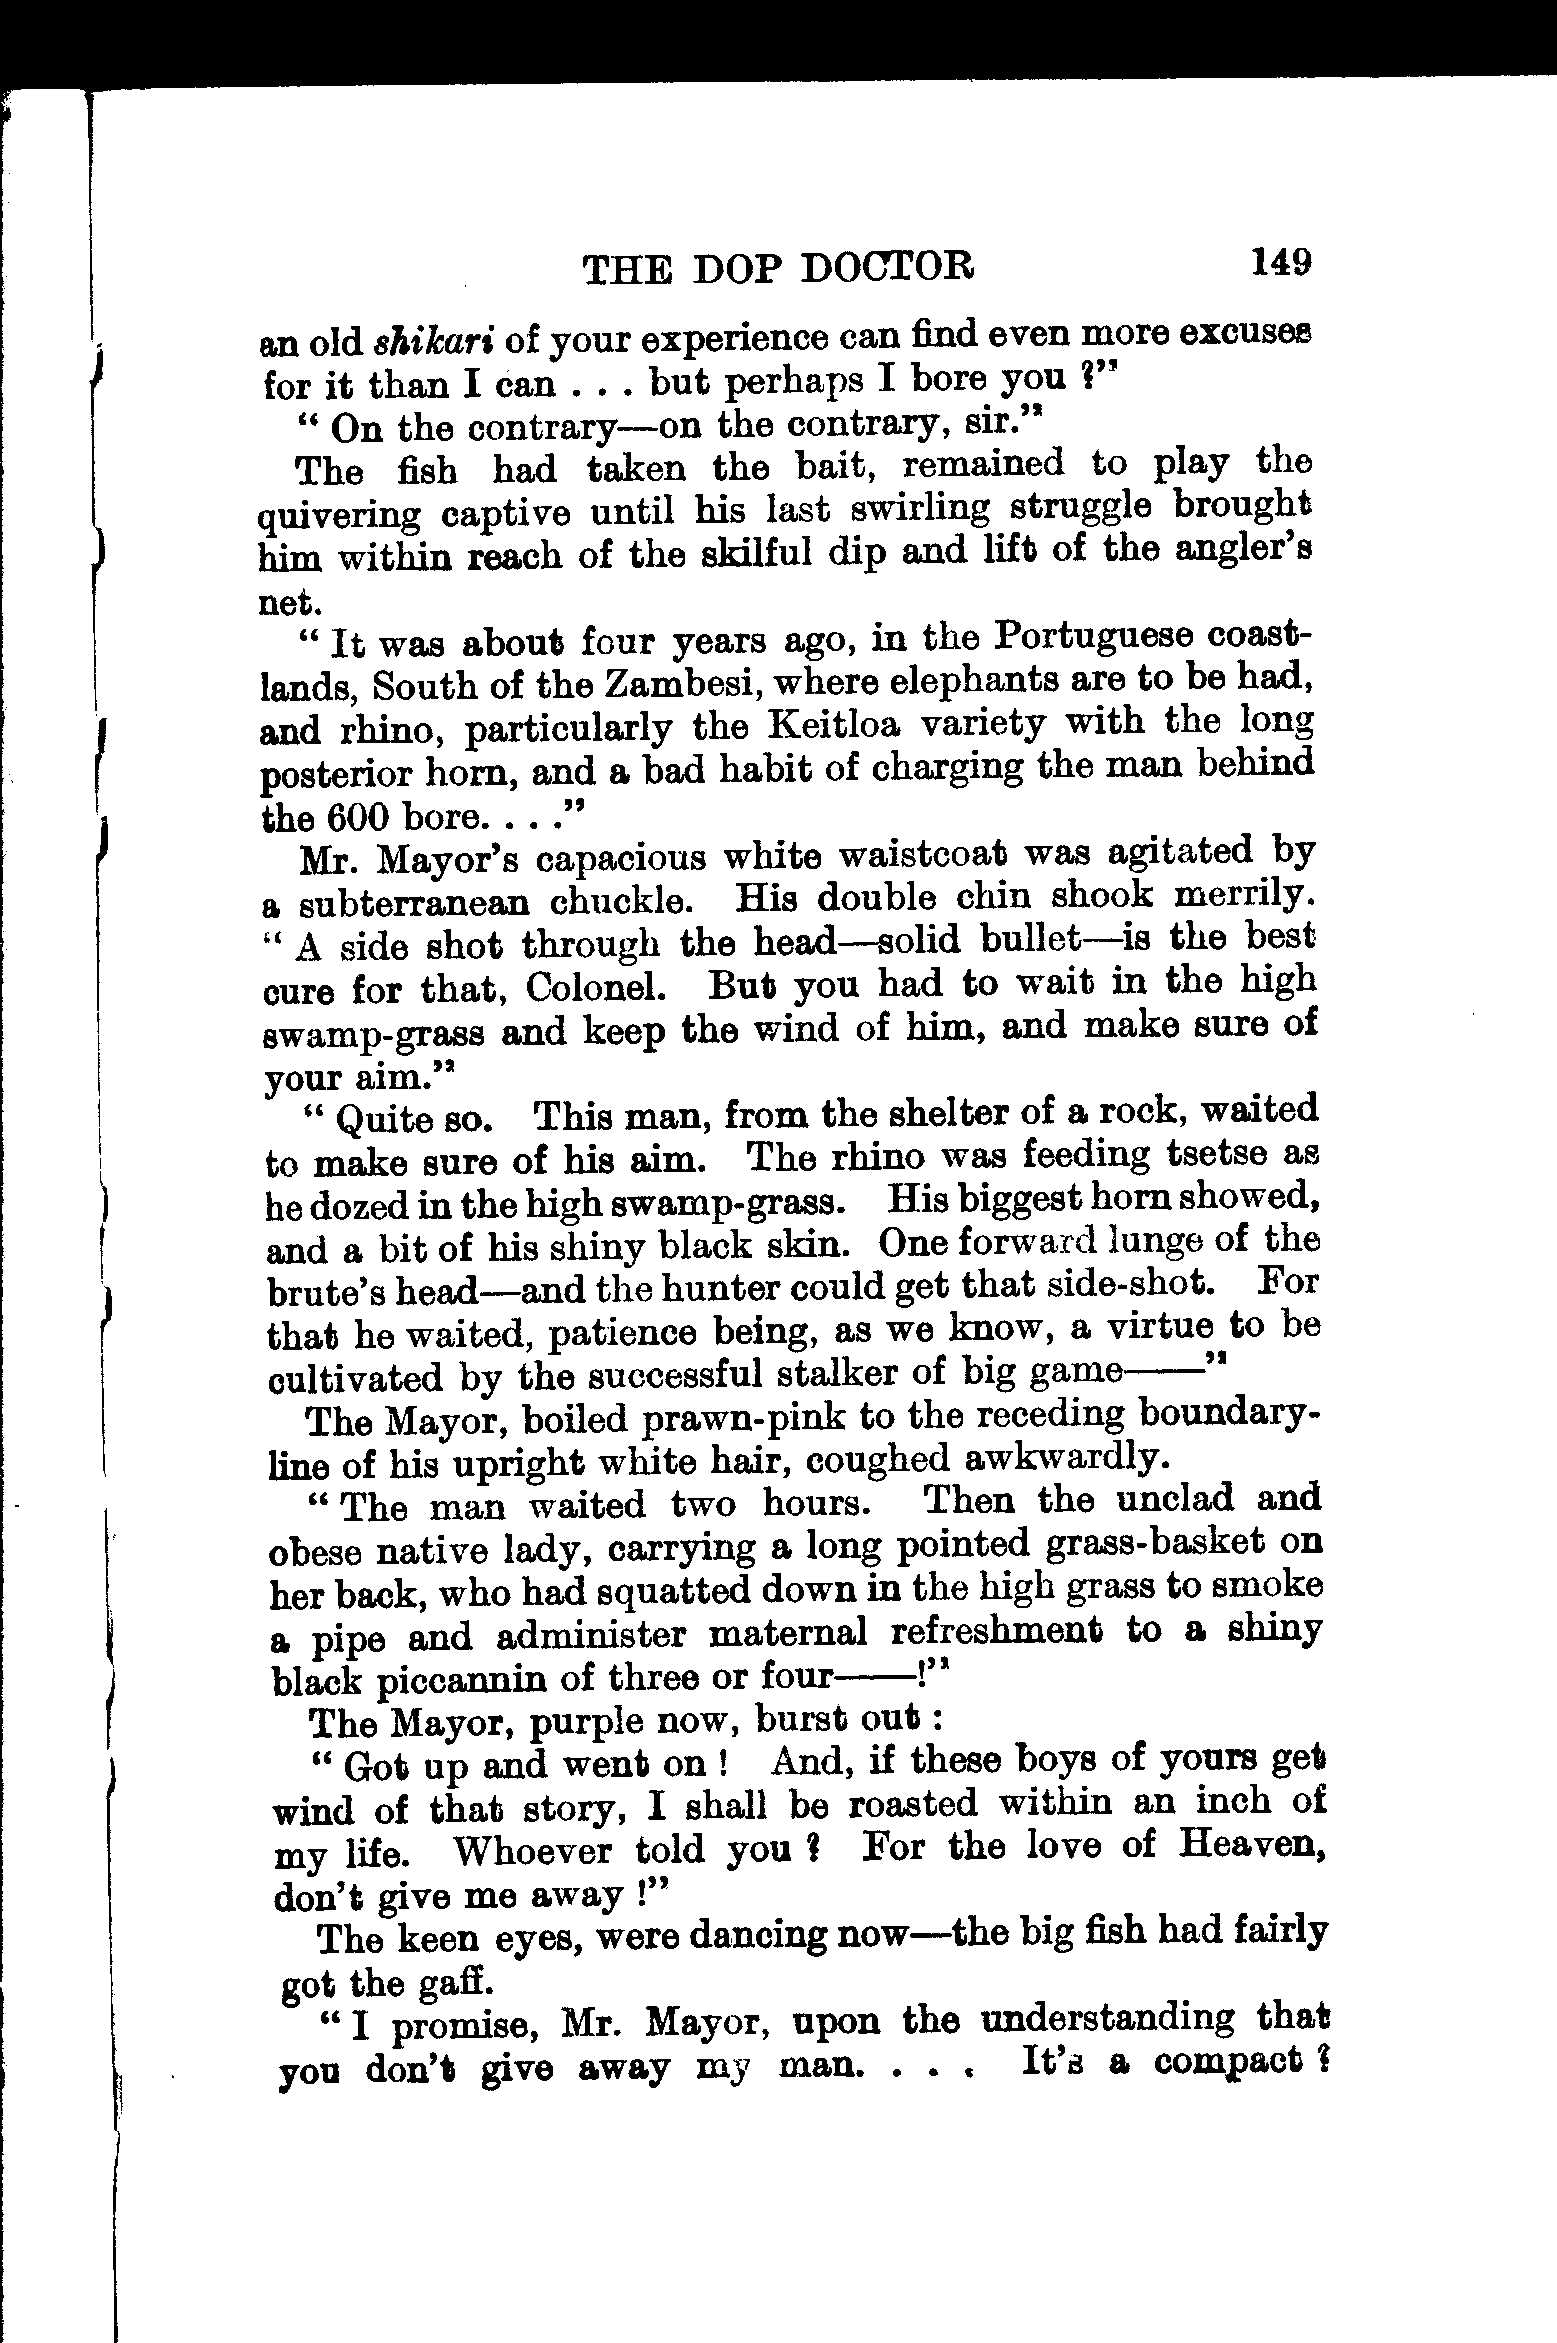 THE DOP DOCTOR 149
an old shikari of your experience can find even more excuses
for it than I can . . . but perhaps I bore you ?”
“ On the contrary—on the contrary, sir.”
The fish had taken the bait, remained to play the
quivering captive until his last swirling struggle brought
him within reach of the skilful dip and lift of the angler’s
net.
“ It was about four years ago, in the Portuguese coast-
lands, South of the Zambesi, where elephants are to be had,
and rhino, particularly the Keitloa variety with the long
posterior horn, and a bad habit of charging the man behind
the 600 bore. . . .”
Mr. Mayor’s capacious white waistcoat was agitated by
a subterranean chuckle. His double chin shook merrily.
“ A side shot through the head—solid bullet—is the best
cure for that, Colonel. But you had to wait in the high
swamp-grass and keep the wind of him, and make sure of
your aim.”
“ Quite so. This man, from the shelter of a rock, waited
to make sure of his aim. The rhino was feeding tsetse as
he dozed in the high swamp-grass. His biggest horn showed,
and a bit of his shiny black skin. One forward lunge of the
brute’s head—and the hunter could get that side-shot. For
that he waited, patience being, as we know, a virtue to be
cultivated by the successful stalker of big game——”
The Mayor, boiled prawn-pink to the receding boundary-
line of his upright white hair, coughed awkwardly.
“ The man waited two hours. Then the unclad and
obese native lady, carrying a long pointed grass-basket on
her back, who had squatted down in the high grass to smoke
a pipe and administer maternal refreshment to a shiny
black piccannin of three or four——!”
The Mayor, purple now, burst out :
“ Got up and went on ! And, if these boys of yours get
wind of that story, I shall be roasted within an inch of
my life. Whoever told you ? For the love of Heaven,
don’t give me away !”
The keen eyes, were dancing now—the big fish had fairly
got the gaff.
“ I promise, Mr. Mayor, upon the understanding that
you don’t give away my man. . . . It’s a compact ?